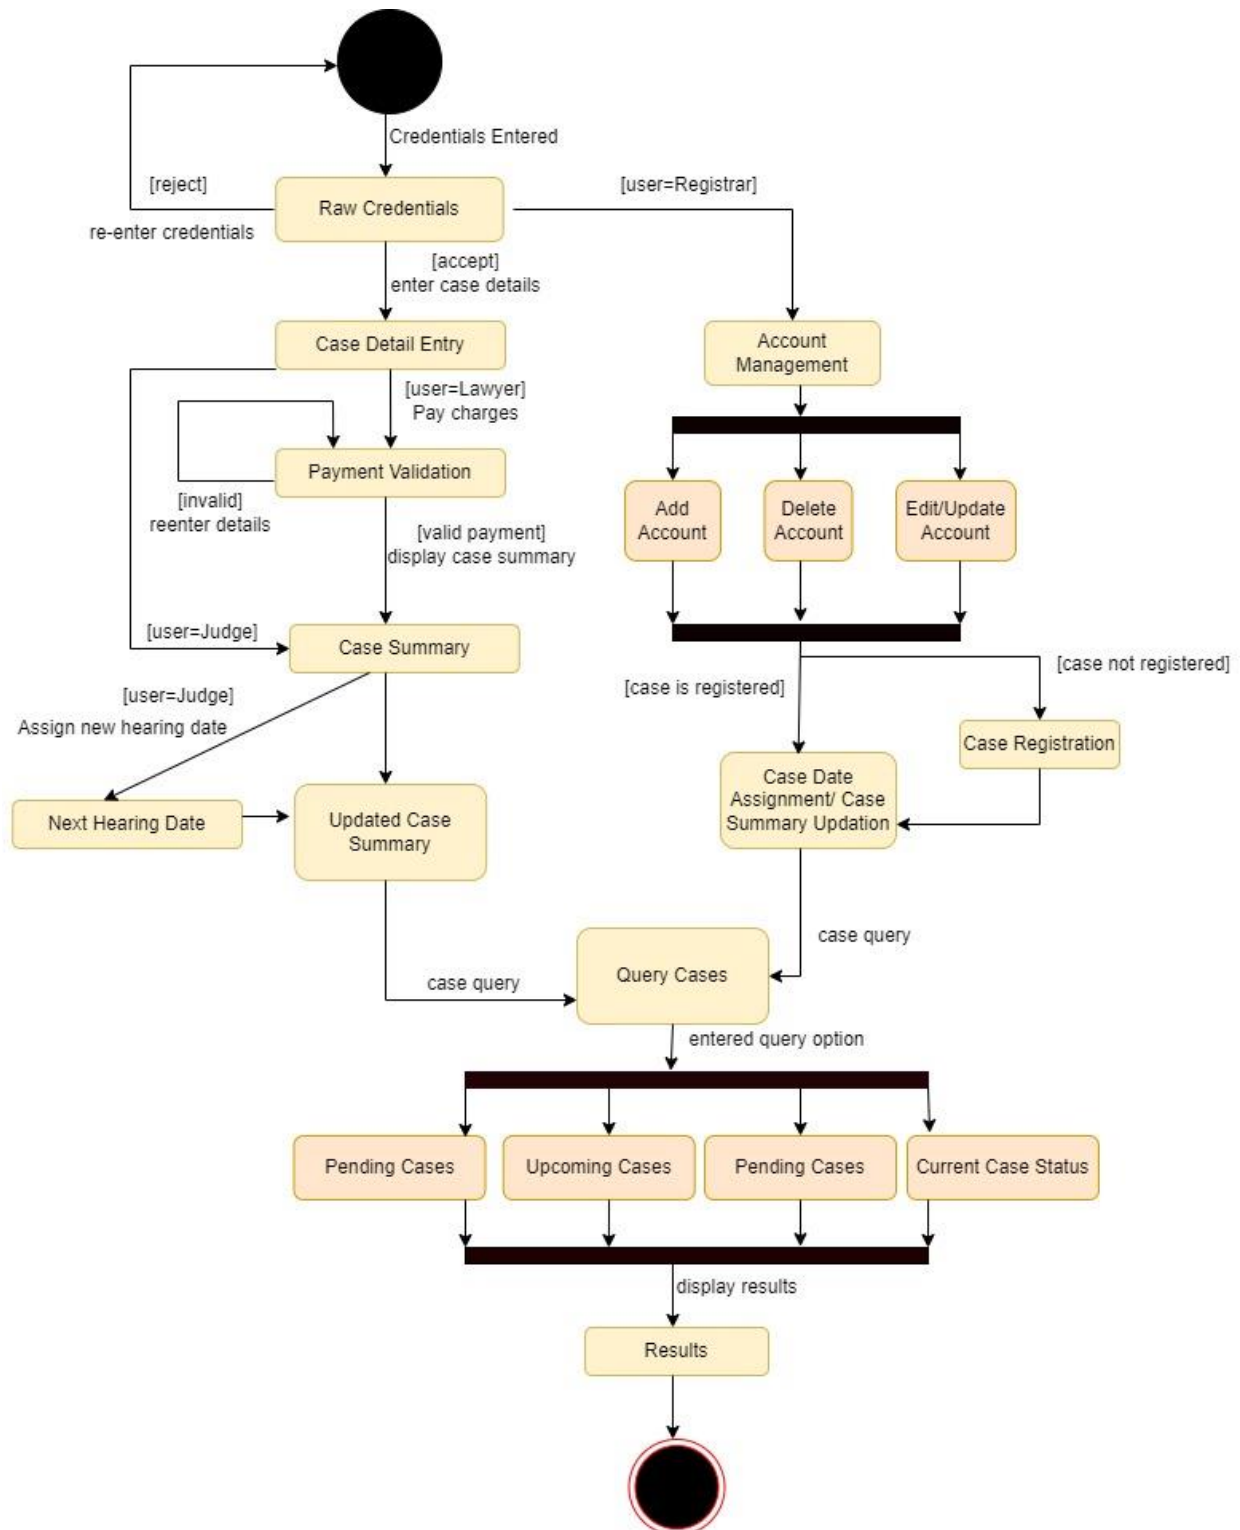 Credentials Entered
[reject]
[user=Registrar]
Raw Credentials
re-enter credentials
[accept]
enter case details
Case Detail Entry
Account
Management
[user=Lawyer]
Pay charges
Payment Validation
[invalid]
reenter details
Add
Account
Delete
Account
Edit/Update
Account
[valid payment]
display case summary
[user=Judge]
Case Summary
[case not registered]
[case is registered]
[user=Judge]
Assign new hearing date
Case Registration
Next Hearing Date
Updated Case
Summary
Case Date
Assignment/ Case
Summary Updation
case query
case query
Query Cases
entered query option
Pending Cases
Upcoming Cases
Pending Cases
Current Case Status
display results
Results